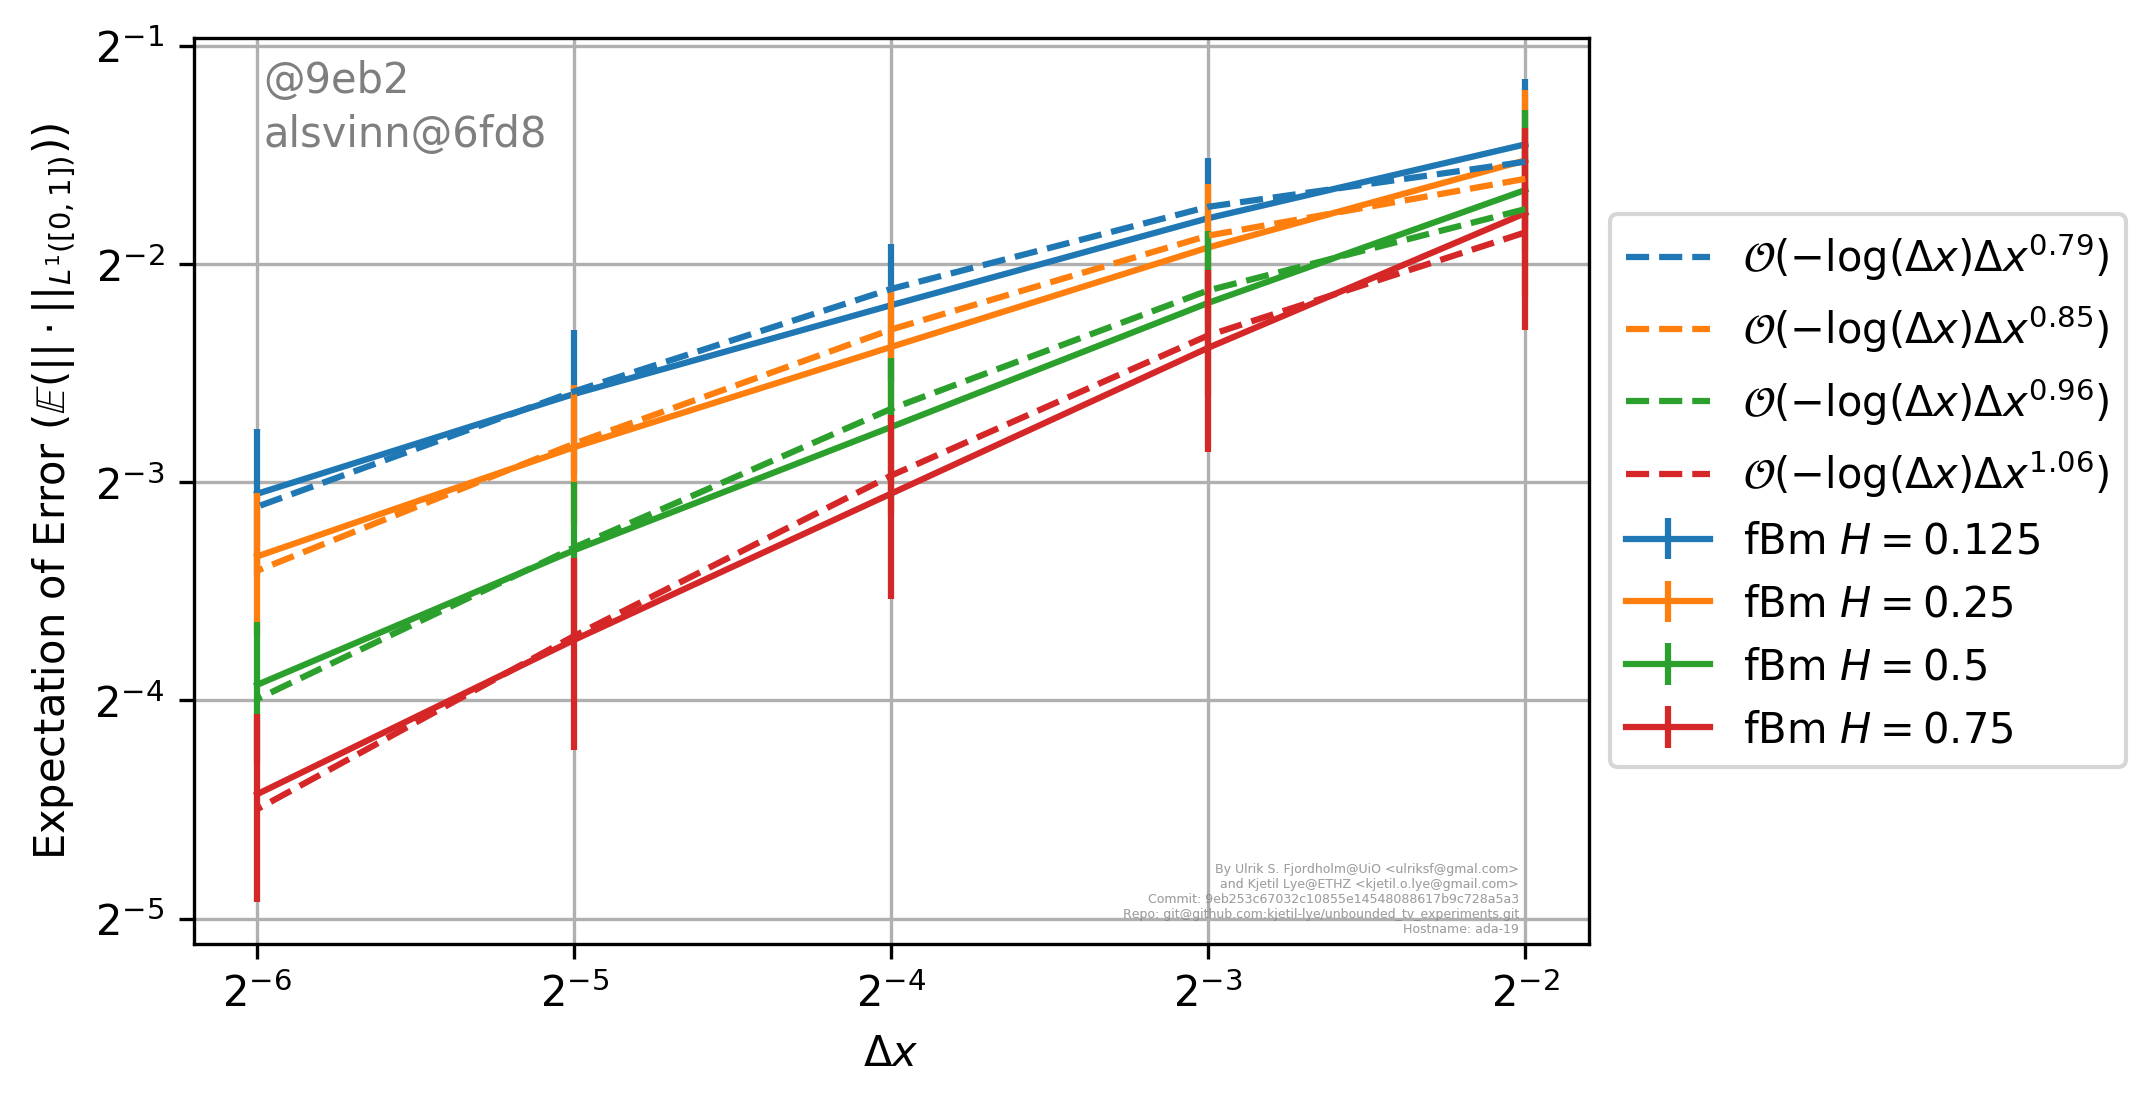 @9eb2
alsvinn@6fd8
2⁻¹
2⁻²
2⁻³
2⁻⁴
2⁻⁵
Expectation of Error (𝔼(||·||_{L¹([0,1])}))
2⁻⁶ 2⁻⁵ 2⁻⁴ 2⁻³ 2⁻²
Δx
𝒪(−log(Δx)Δx^{0.79})
𝒪(−log(Δx)Δx^{0.85})
𝒪(−log(Δx)Δx^{0.96})
𝒪(−log(Δx)Δx^{1.06})
fBm H = 0.125
fBm H = 0.25
fBm H = 0.5
fBm H = 0.75
By Ulrik S. Fjordholm@UiO <ulriksf@gmal.com>
and Kjetil Lye@ETHZ <kjetil.o.lye@gmail.com>
Commit: 9eb253c67032c10855e14548088617b9c728a5a3
Repo: git@github.com:kjetil-lye/unbounded_tv_experiments.git
Hostname: ada-19